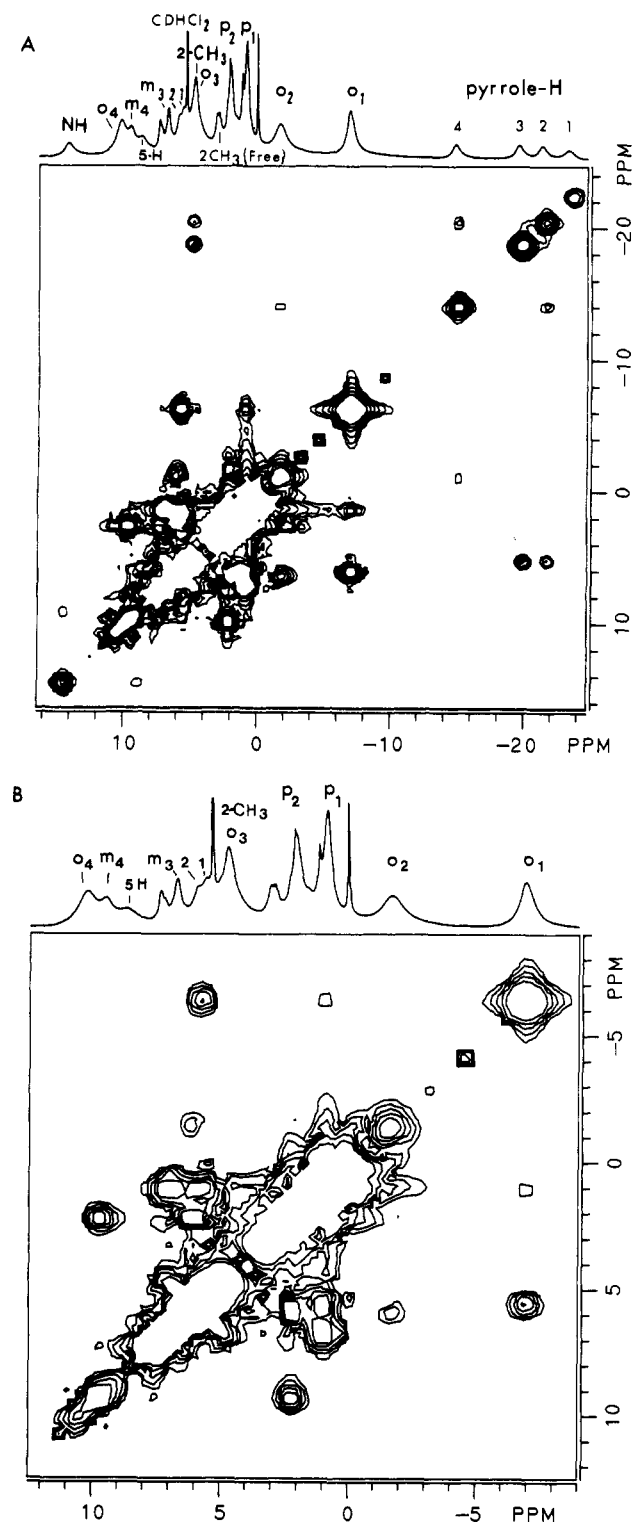 A
CDHCl2
P2 P1
2-CH3
o3
m3 2 1
o4 m4
NH
5-H
2CH3 (Free)
o2
o1
pyrrole-H
4 3 2 1
PPM
-20
-10
0
10
10 0 -10 -20 PPM
B
2-CH3
o3
P2
P1
o4 m4
5H
m3 2 1
o2
o1
PPM
-5
0
5
10
10 5 0 -5 PPM